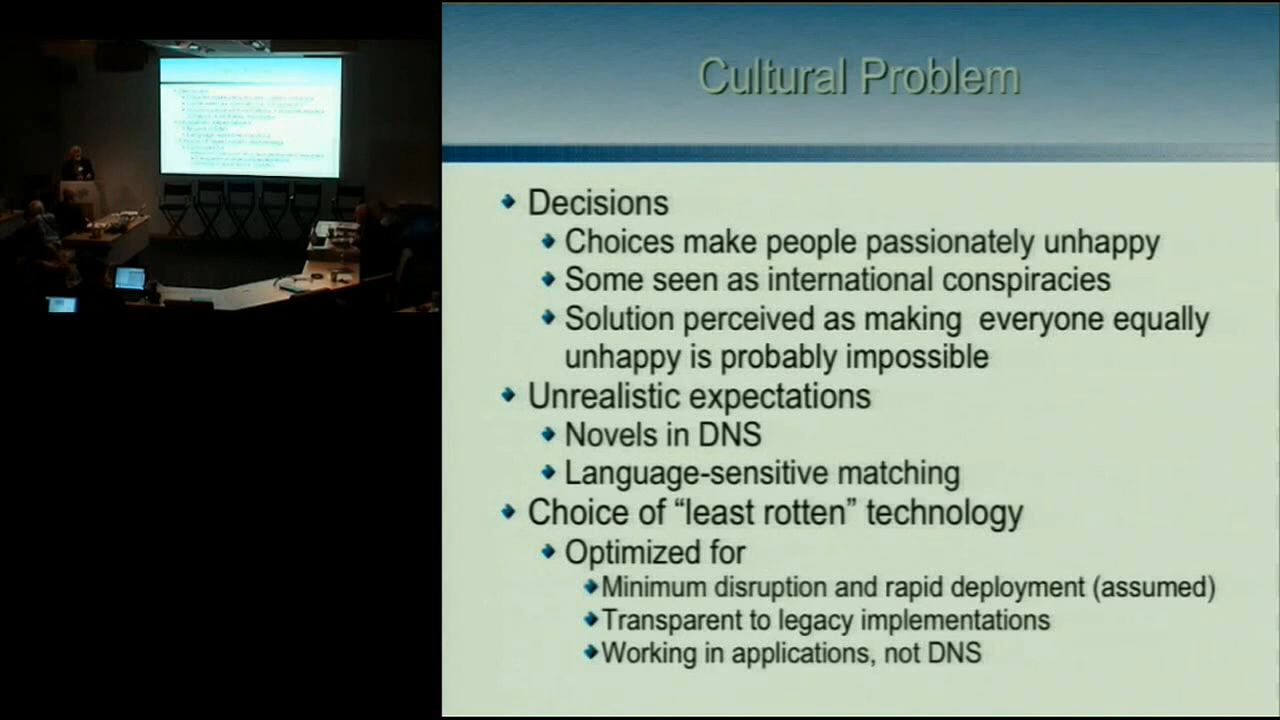 Cultural Problem
Decisions
Choices make people passionately unhappy
Some seen as international conspiracies
Solution perceived as making everyone equally
unhappy is probably impossible
Unrealistic expectations
Novels in DNS
Language-sensitive matching
Choice of “least rotten” technology
Optimized for
Minimum disruption and rapid deployment (assumed)
Transparent to legacy implementations
Working in applications, not DNS